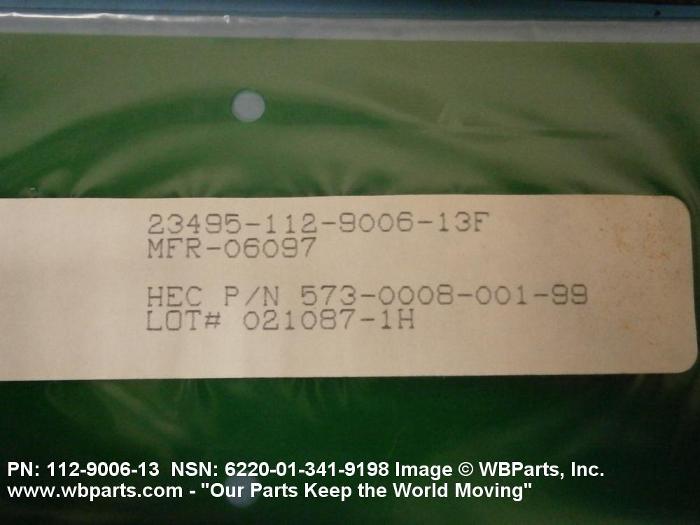 23495-112-9006-13F
MFR-06097
HEC P/N 573-0008-001-99
LOT# 021087-1H
PN: 112-9006-13 NSN: 6220-01-341-9198 Image © WBParts, Inc.
www.wbparts.com - "Our Parts Keep the World Moving"